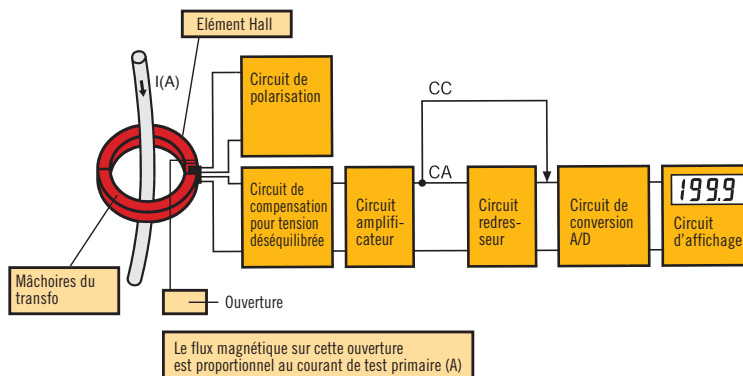 Elément Hall
I(A)
Circuit de
polarisation
CC
CA
Circuit de
compensation
pour tension
déséquilibrée
Circuit
amplifi-
cateur
Circuit
redres-
seur
Circuit de
conversion
A/D
199.9
Circuit
d'affichage
Mâchoires du
transfo
Ouverture
Le flux magnétique sur cette ouverture
est proportionnel au courant de test primaire (A)